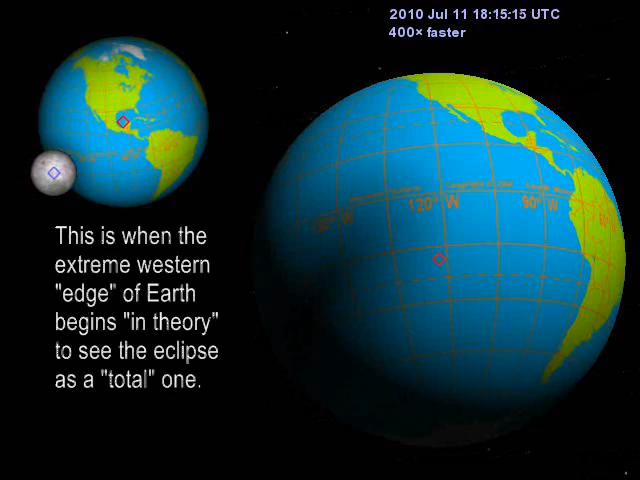 2010 Jul 11 18:15:15 UTC
400× faster
120° W
90° W
This is when the
extreme western
"edge" of Earth
begins "in theory"
to see the eclipse
as a "total" one.